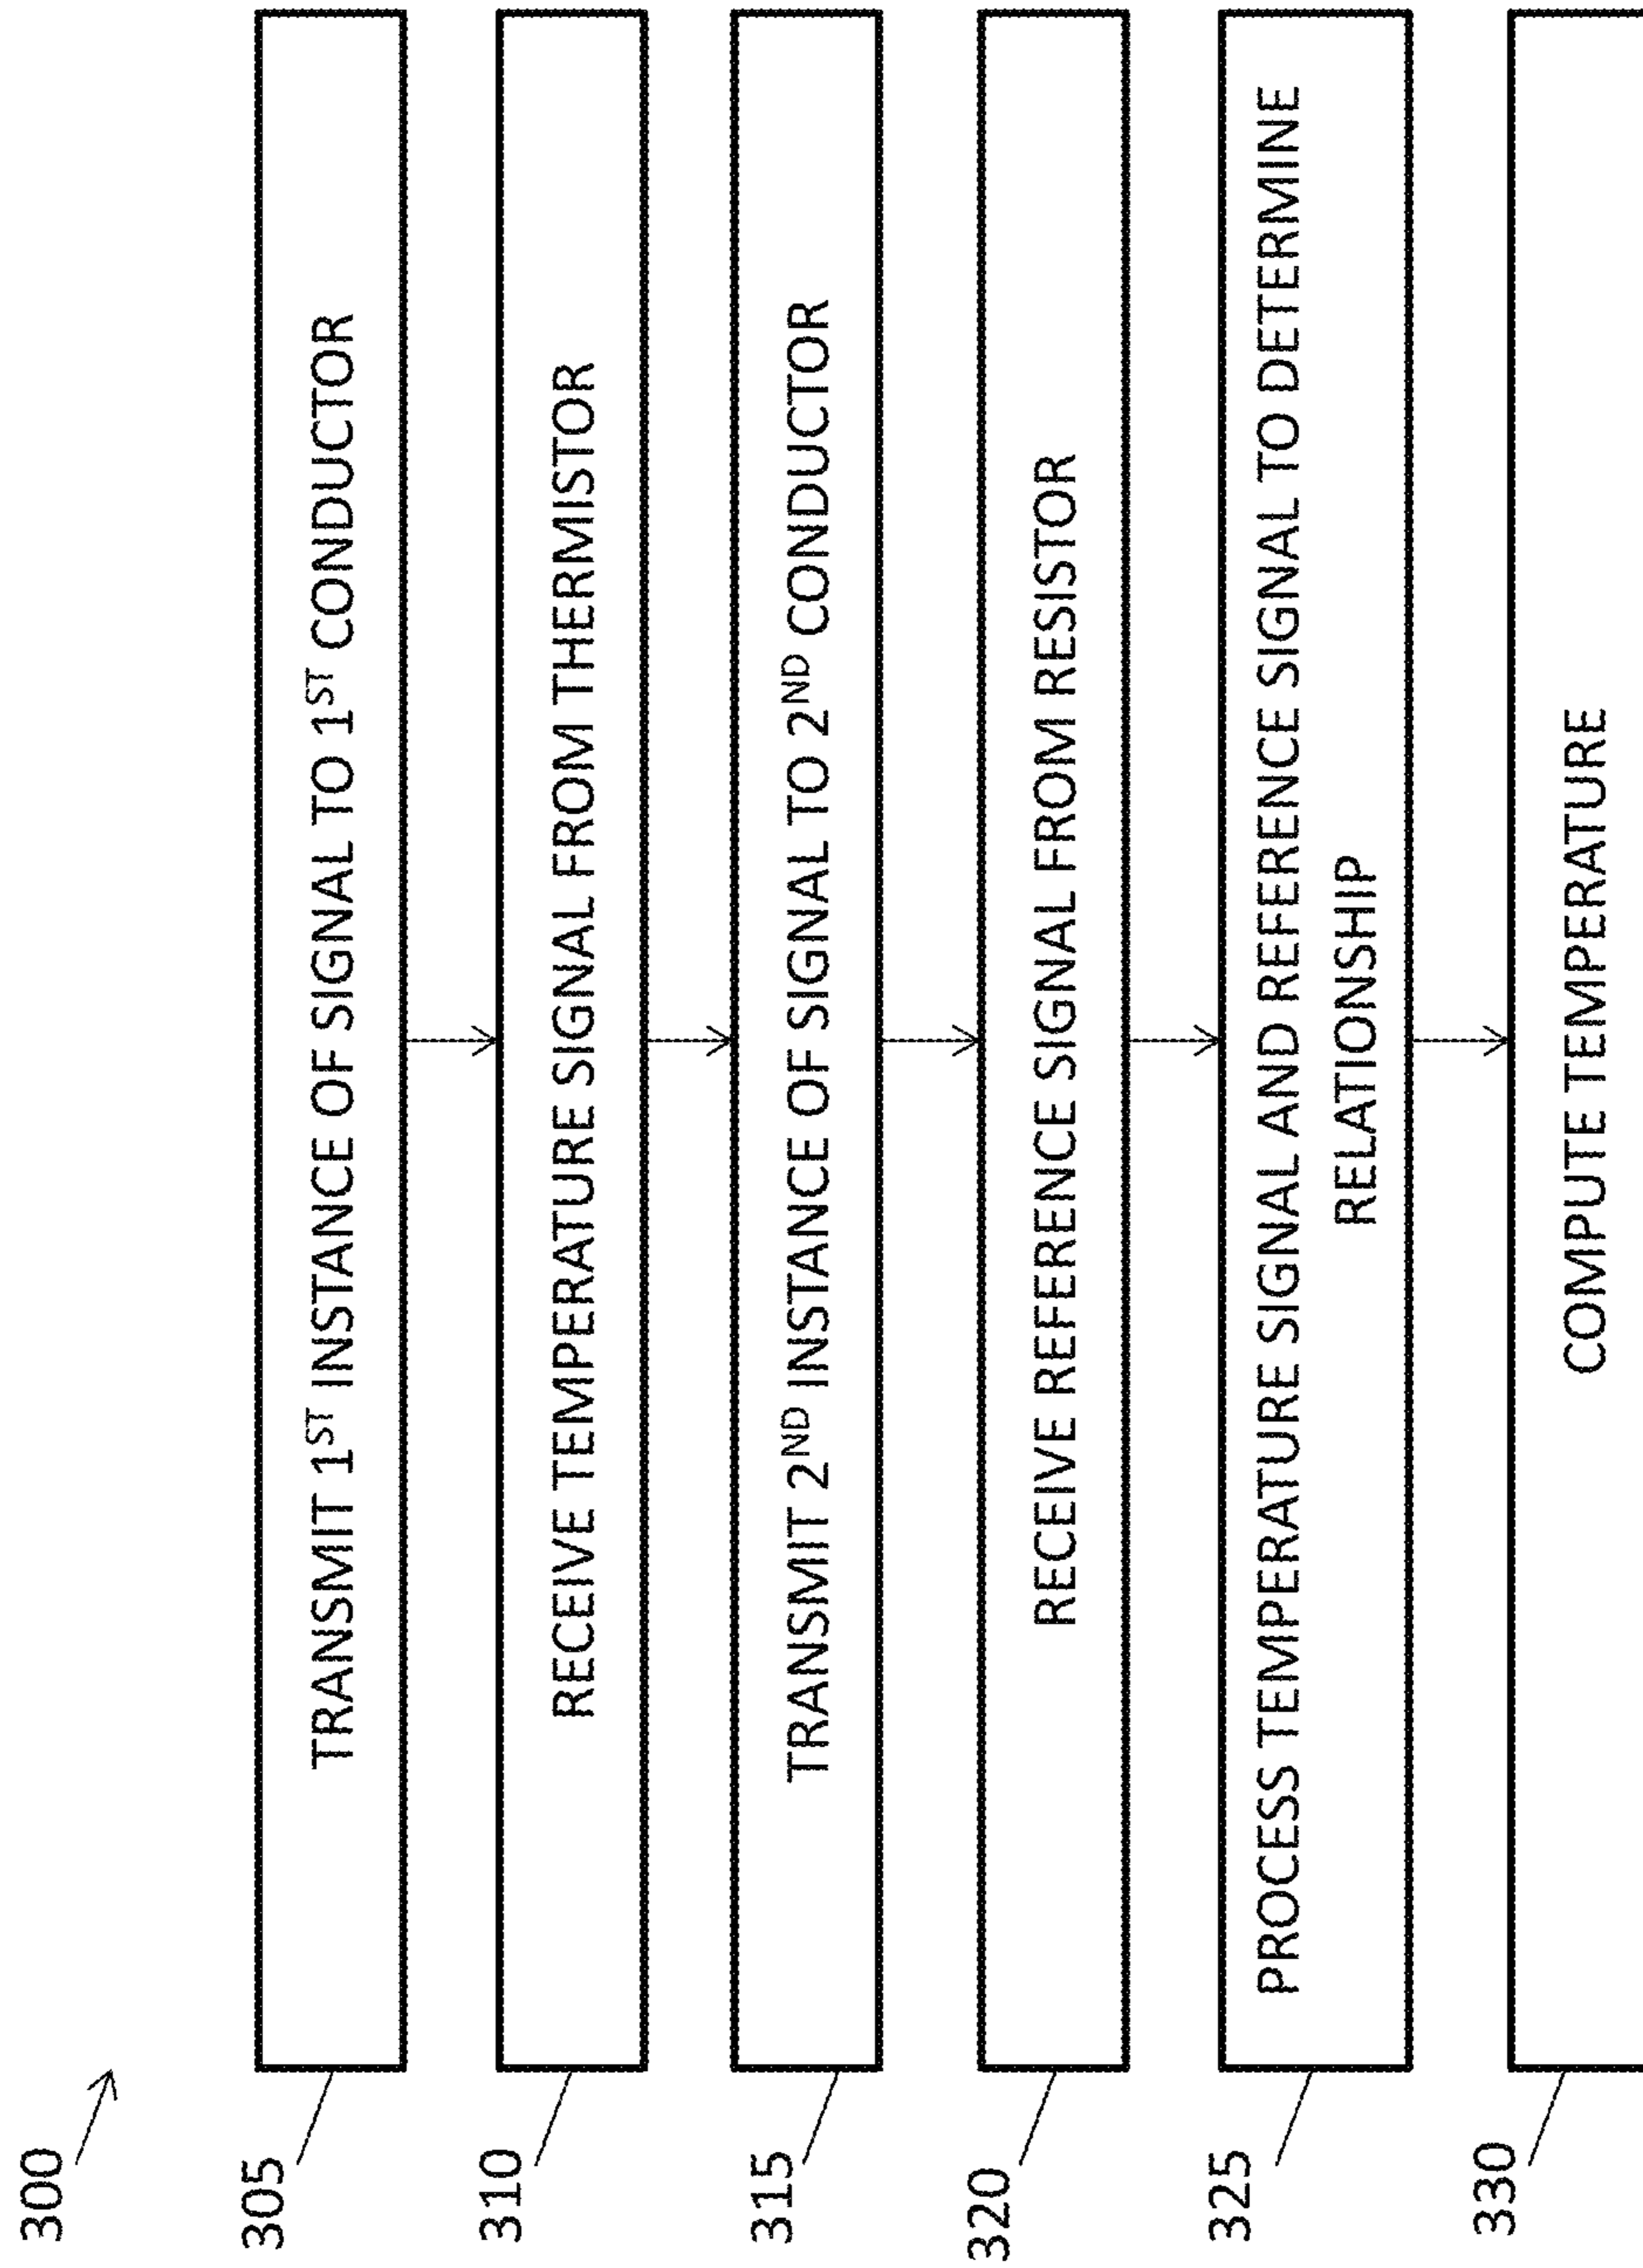 300
305
TRANSMIT 1ST INSTANCE OF SIGNAL TO 1ST CONDUCTOR
310
RECEIVE TEMPERATURE SIGNAL FROM THERMISTOR
315
TRANSMIT 2ND INSTANCE OF SIGNAL TO 2ND CONDUCTOR
320
RECEIVE REFERENCE SIGNAL FROM RESISTOR
325
PROCESS TEMPERATURE SIGNAL AND REFERENCE SIGNAL TO DETERMINE
RELATIONSHIP
330
COMPUTE TEMPERATURE